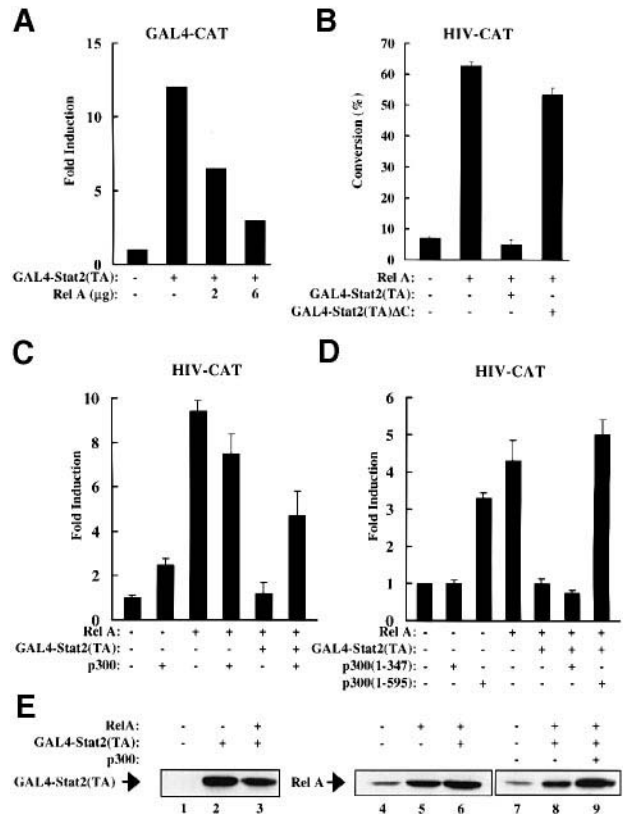 A
GAL4-CAT
Fold Induction
15
10
5
0
GAL4-Stat2(TA): - + + +
Rel A (µg): - - 2 6
B
HIV-CAT
Conversion (%)
70
60
50
40
30
20
10
0
Rel A: - + + +
GAL4-Stat2(TA): - - + -
GAL4-Stat2(TA)ΔC: - - - +
C
HIV-CAT
Fold Induction
10
8
6
4
2
0
Rel A: - - + + + +
GAL4-Stat2(TA): - - - - + +
p300: - + - + - +
D
HIV-CAT
Fold Induction
6
5
4
3
2
1
0
Rel A: - - - + + + +
GAL4-Stat2(TA): - - - - + + +
p300(1-347): - + - - - + -
p300(1-595): - - + - - - +
E
RelA: - - + - + + - + +
GAL4-Stat2(TA): - + + - - + - + +
p300: - - +
GAL4-Stat2(TA)
Rel A
1 2 3 4 5 6 7 8 9